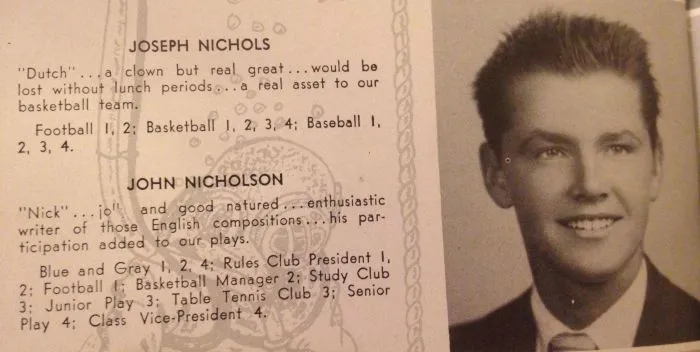 JOSEPH NICHOLS
"Dutch"...a clown but real great...would be
lost without lunch periods...a real asset to our
basketball team.
Football 1, 2; Basketball 1, 2, 3, 4; Baseball 1,
2, 3, 4.
JOHN NICHOLSON
"Nick"... and good natured...enthusiastic
writer of those English compositions...his par-
ticipation added to our plays.
Blue and Gray 1, 2, 4; Rules Club President 1,
2; Football 1; Basketball Manager 2; Study Club
3; Junior Play 3; Table Tennis Club 3; Senior
Play 4; Class Vice-President 4.